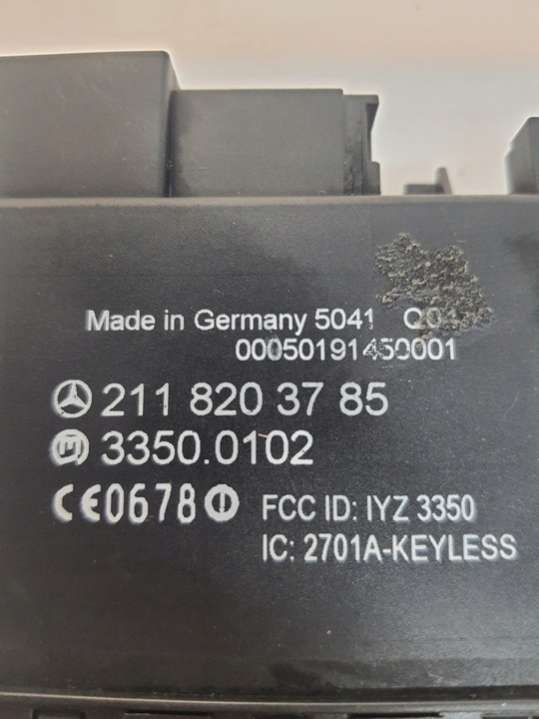 Made in Germany 5041
00050191450001
211 820 37 85
3350.0102
CE0678
FCC ID: IYZ 3350
IC: 2701A-KEYLESS